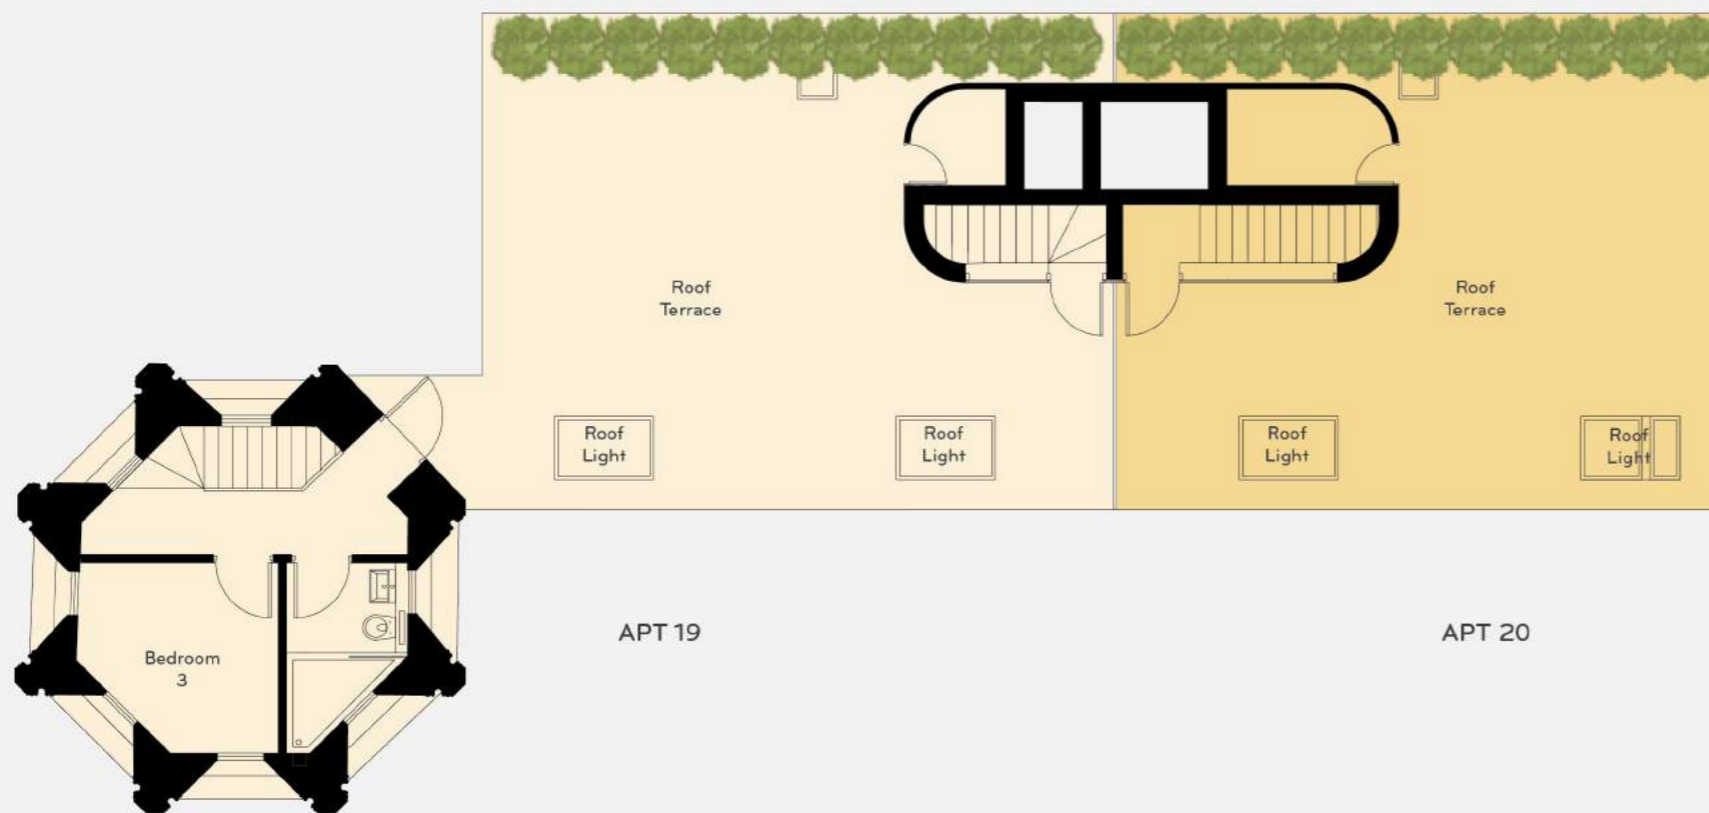 Roof
Terrace
Roof
Terrace
Roof
Light
Roof
Light
Roof
Light
Roof
Light
Bedroom
3
APT 19
APT 20